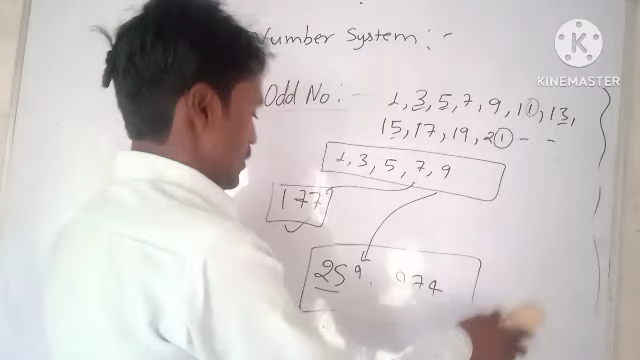 Number System :-
KINEMASTER
Odd No :- 1, 3, 5, 7, 9, 11, 13,
15, 17, 19, 21 - -
1, 3, 5, 7, 9
177
259. 974